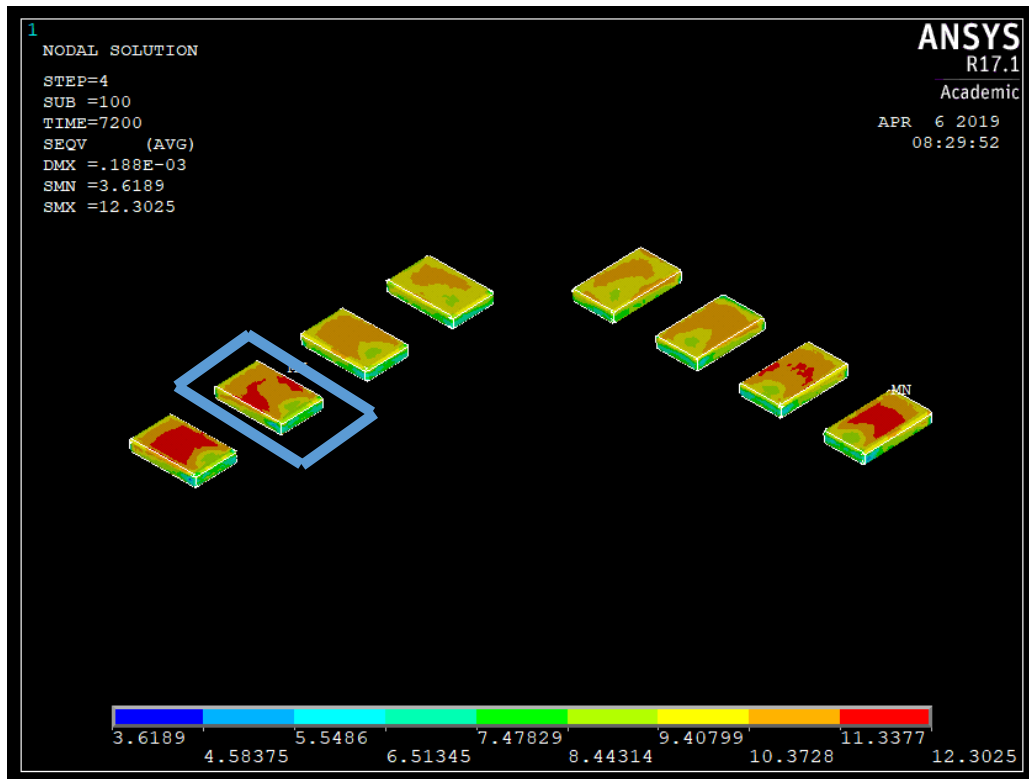 1
NODAL SOLUTION
STEP=4
SUB =100
TIME=7200
SEQV (AVG)
DMX =.188E-03
SMN =3.6189
SMX =12.3025
ANSYS
R17.1
Academic
APR 6 2019
08:29:52
MN
3.6189
4.58375
5.5486
6.51345
7.47829
8.44314
9.40799
10.3728
11.3377
12.3025